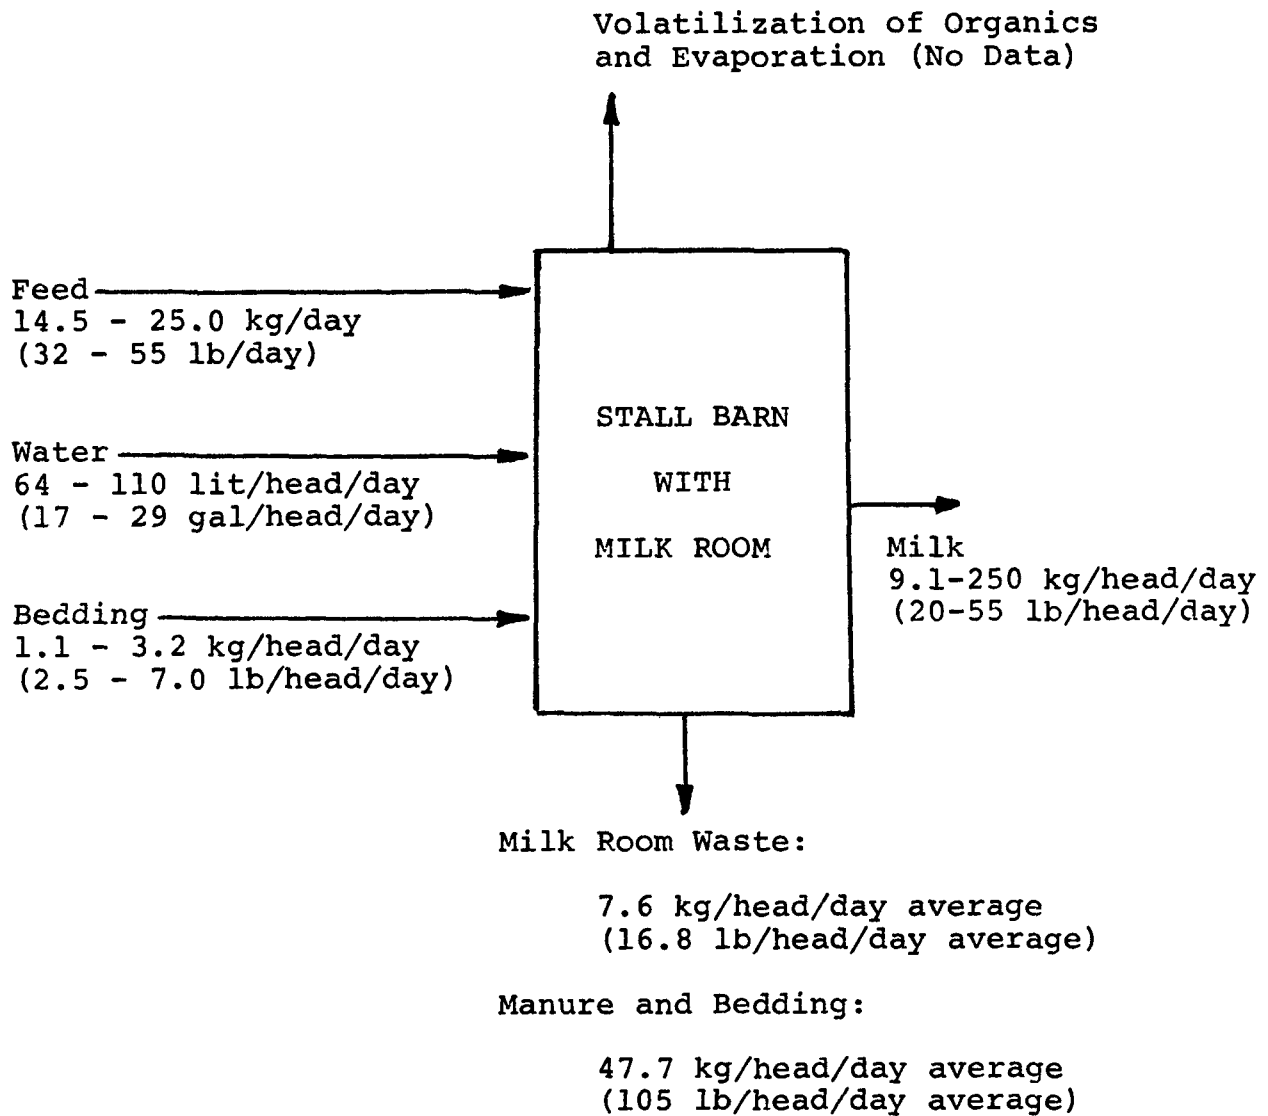 Volatilization of Organics
and Evaporation (No Data)
Feed
14.5 - 25.0 kg/day
(32 - 55 lb/day)
Water
64 - 110 lit/head/day
(17 - 29 gal/head/day)
Bedding
1.1 - 3.2 kg/head/day
(2.5 - 7.0 lb/head/day)
STALL BARN
WITH
MILK ROOM
Milk
9.1-250 kg/head/day
(20-55 lb/head/day)
Milk Room Waste:
7.6 kg/head/day average
(16.8 lb/head/day average)
Manure and Bedding:
47.7 kg/head/day average
(105 lb/head/day average)